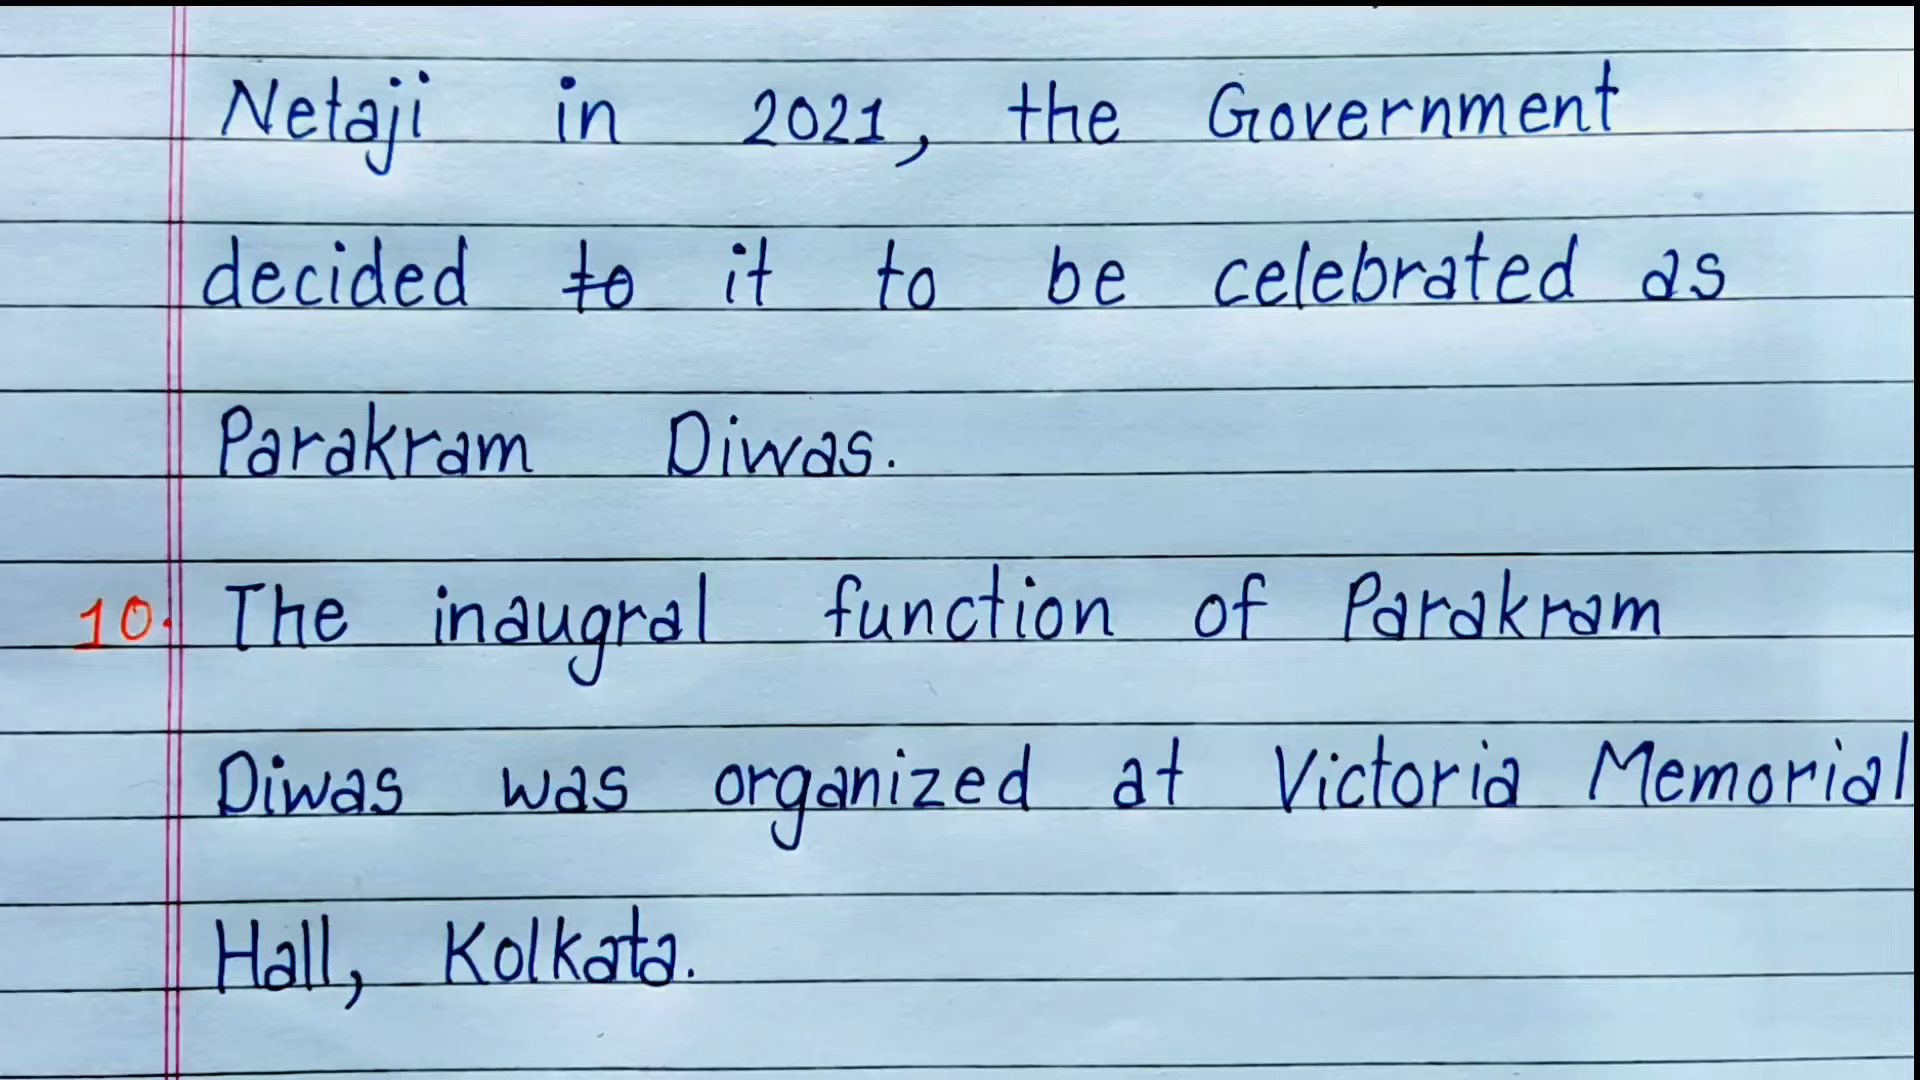 Netaji in 2021, the Government
decided to it to be celebrated as
Parakram Diwas.
10. The inaugral function of Parakram
Diwas was organized at Victoria Memorial
Hall, Kolkata.